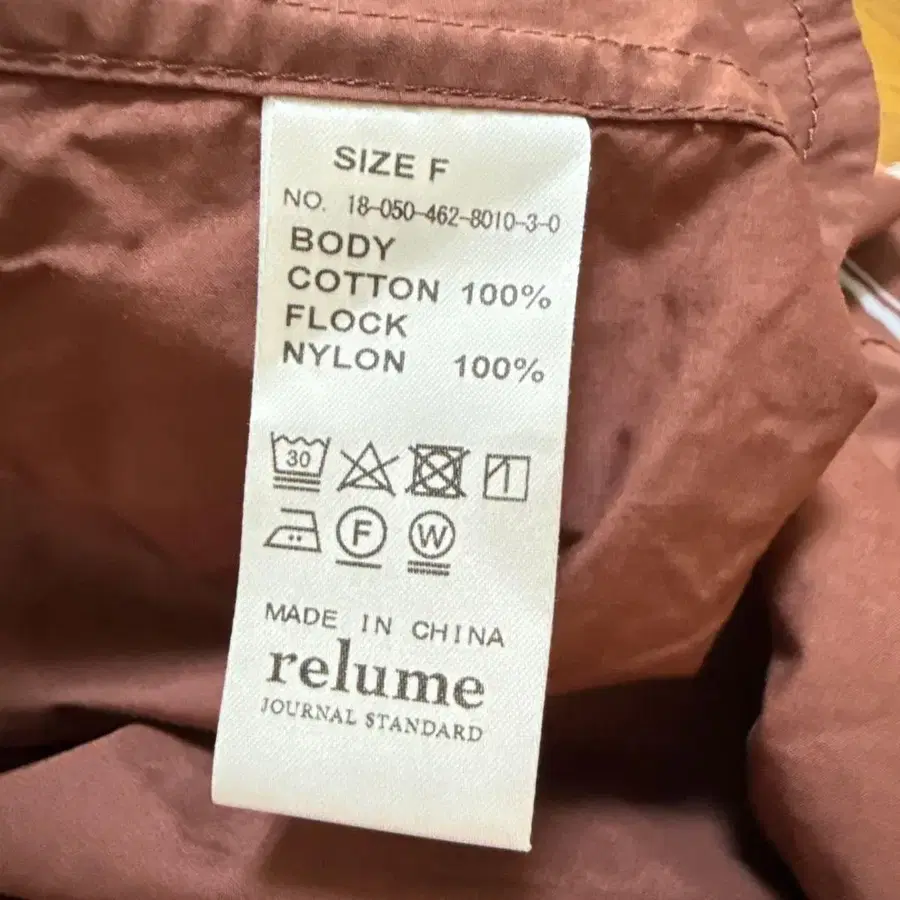 SIZE F
NO. 18-050-462-8010-3-0
BODY
COTTON 100%
FLOCK
NYLON 100%
30
F W
MADE IN CHINA
relume
JOURNAL STANDARD